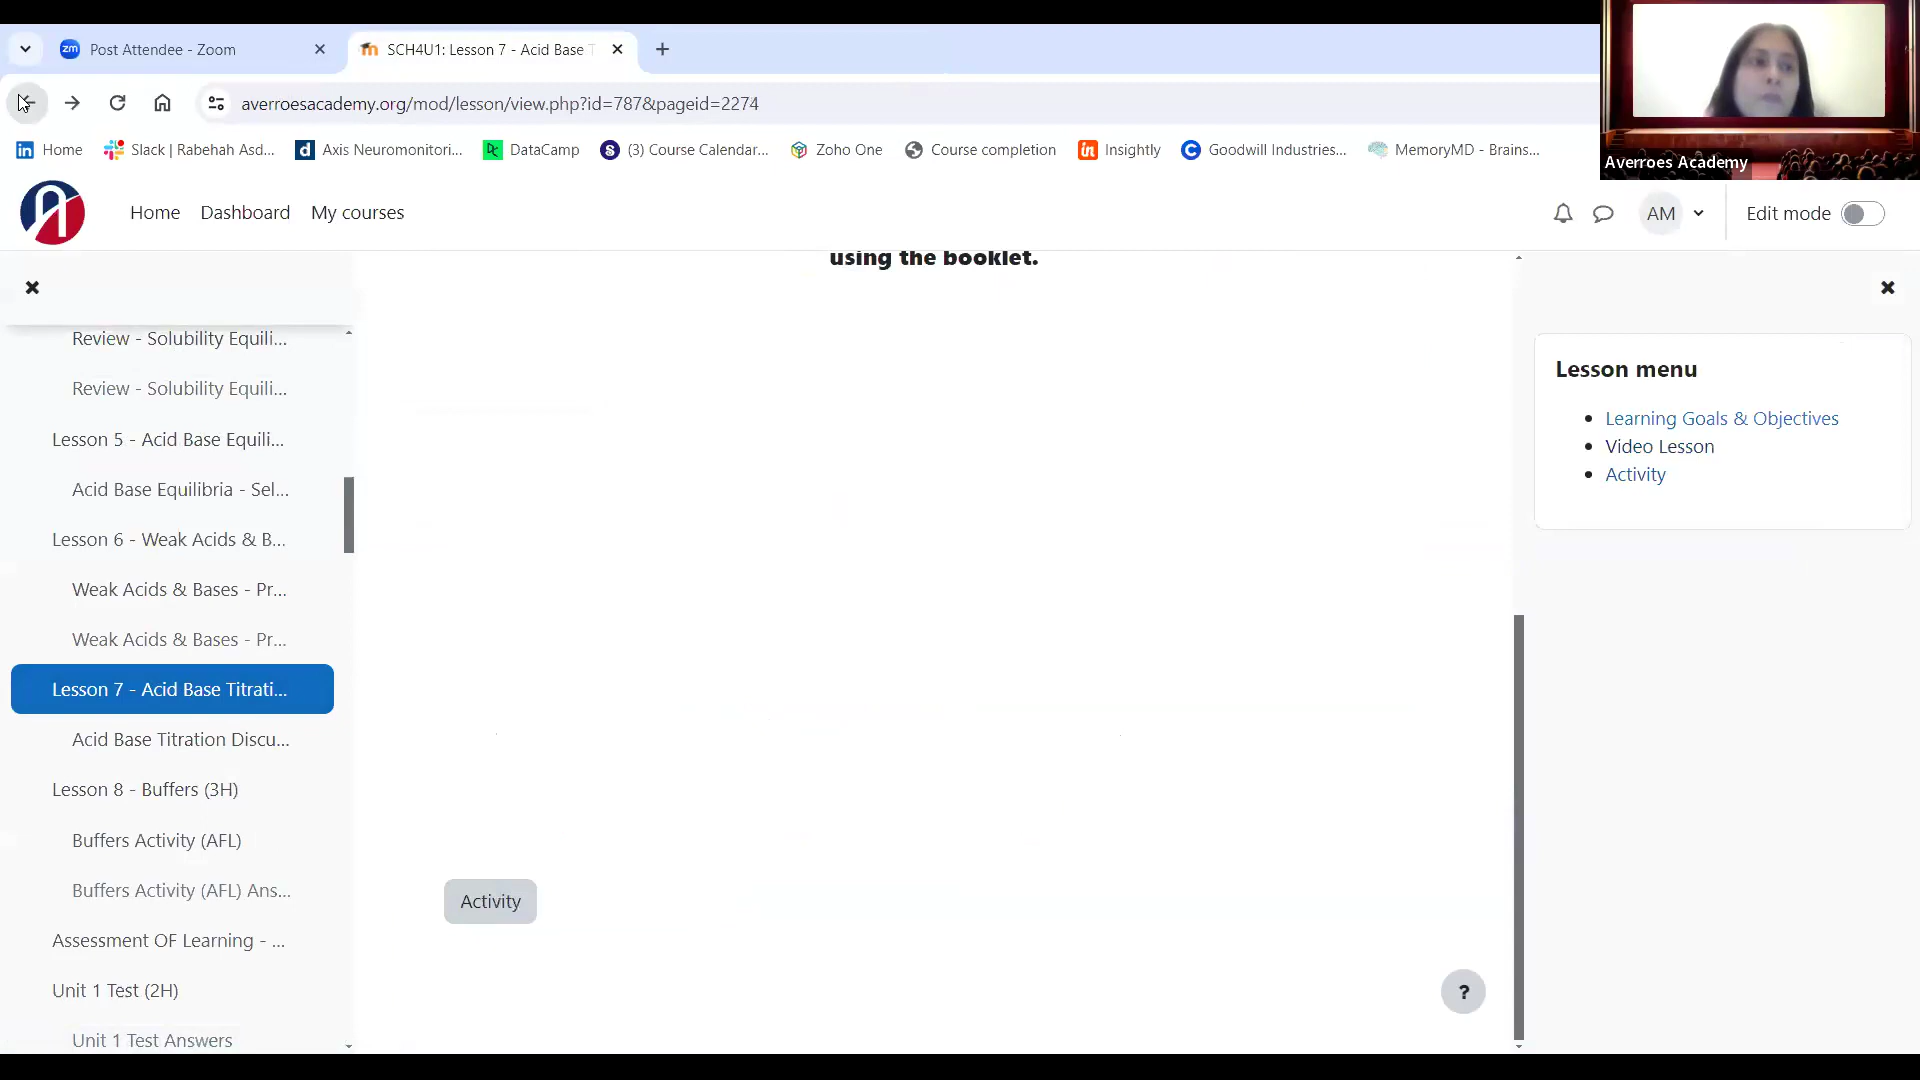 Post Attendee - Zoom
SCH4U1: Lesson 7 - Acid Base T
averroesacademy.org/mod/lesson/view.php?id=787&pageid=2274
Home
Slack | Rabehah Asd...
Axis Neuromonitori...
DataCamp
(3) Course Calendar...
Zoho One
Course completion
Insightly
Goodwill Industries...
MemoryMD - Brains...
Averroes Academy
Home
Dashboard
My courses
AM
Edit mode
using the booklet.
Review - Solubility Equili...
Review - Solubility Equili...
Lesson 5 - Acid Base Equili...
Acid Base Equilibria - Sel...
Lesson 6 - Weak Acids & B...
Weak Acids & Bases - Pr...
Weak Acids & Bases - Pr...
Lesson 7 - Acid Base Titrati...
Acid Base Titration Discu...
Lesson 8 - Buffers (3H)
Buffers Activity (AFL)
Buffers Activity (AFL) Ans...
Assessment OF Learning - ...
Unit 1 Test (2H)
Unit 1 Test Answers
Activity
?
Lesson menu
Learning Goals & Objectives
Video Lesson
Activity